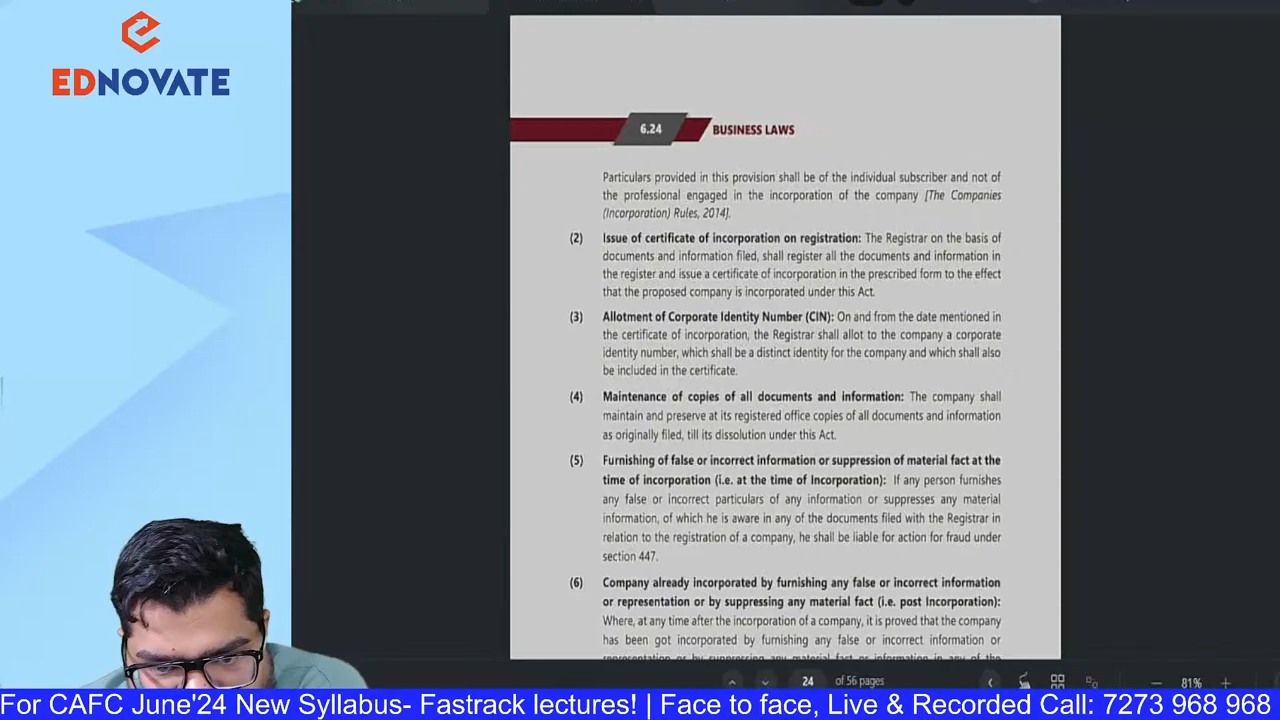 EDNOVATE
6.24 BUSINESS LAWS
Particulars provided in this provision shall be of the individual subscriber and not of
the professional engaged in the incorporation of the company [The Companies
(Incorporation) Rules, 2014].
(2) Issue of certificate of incorporation on registration: The Registrar on the basis of
documents and information filed, shall register all the documents and information in
the register and issue a certificate of incorporation in the prescribed form to the effect
that the proposed company is incorporated under this Act.
(3) Allotment of Corporate Identity Number (CIN): On and from the date mentioned in
the certificate of incorporation, the Registrar shall allot to the company a corporate
identity number, which shall be a distinct identity for the company and which shall also
be included in the certificate.
(4) Maintenance of copies of all documents and information: The company shall
maintain and preserve at its registered office copies of all documents and information
as originally filed, till its dissolution under this Act.
(5) Furnishing of false or incorrect information or suppression of material fact at the
time of incorporation (i.e. at the time of Incorporation): If any person furnishes
any false or incorrect particulars of any information or suppresses any material
information, of which he is aware in any of the documents filed with the Registrar in
relation to the registration of a company, he shall be liable for action for fraud under
section 447.
(6) Company already incorporated by furnishing any false or incorrect information
or representation or by suppressing any material fact (i.e. post Incorporation):
Where, at any time after the incorporation of a company, it is proved that the company
has been got incorporated by furnishing any false or incorrect information or
representation or by suppressing any material fact or information in any of the
24 of 56 pages 81%
For CAFC June'24 New Syllabus- Fastrack lectures! | Face to face, Live & Recorded Call: 7273 968 968